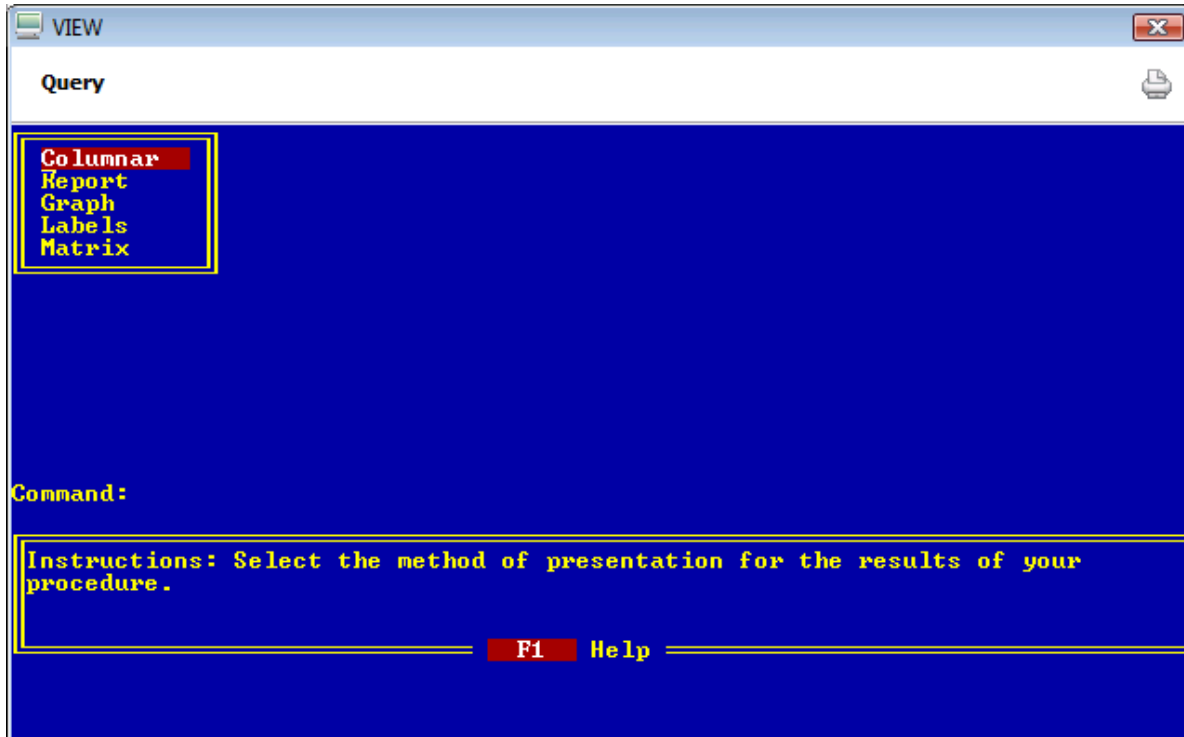 VIEW
Query
Columnar
Report
Graph
Labels
Matrix
Command:
Instructions: Select the method of presentation for the results of your
procedure.
F1 Help